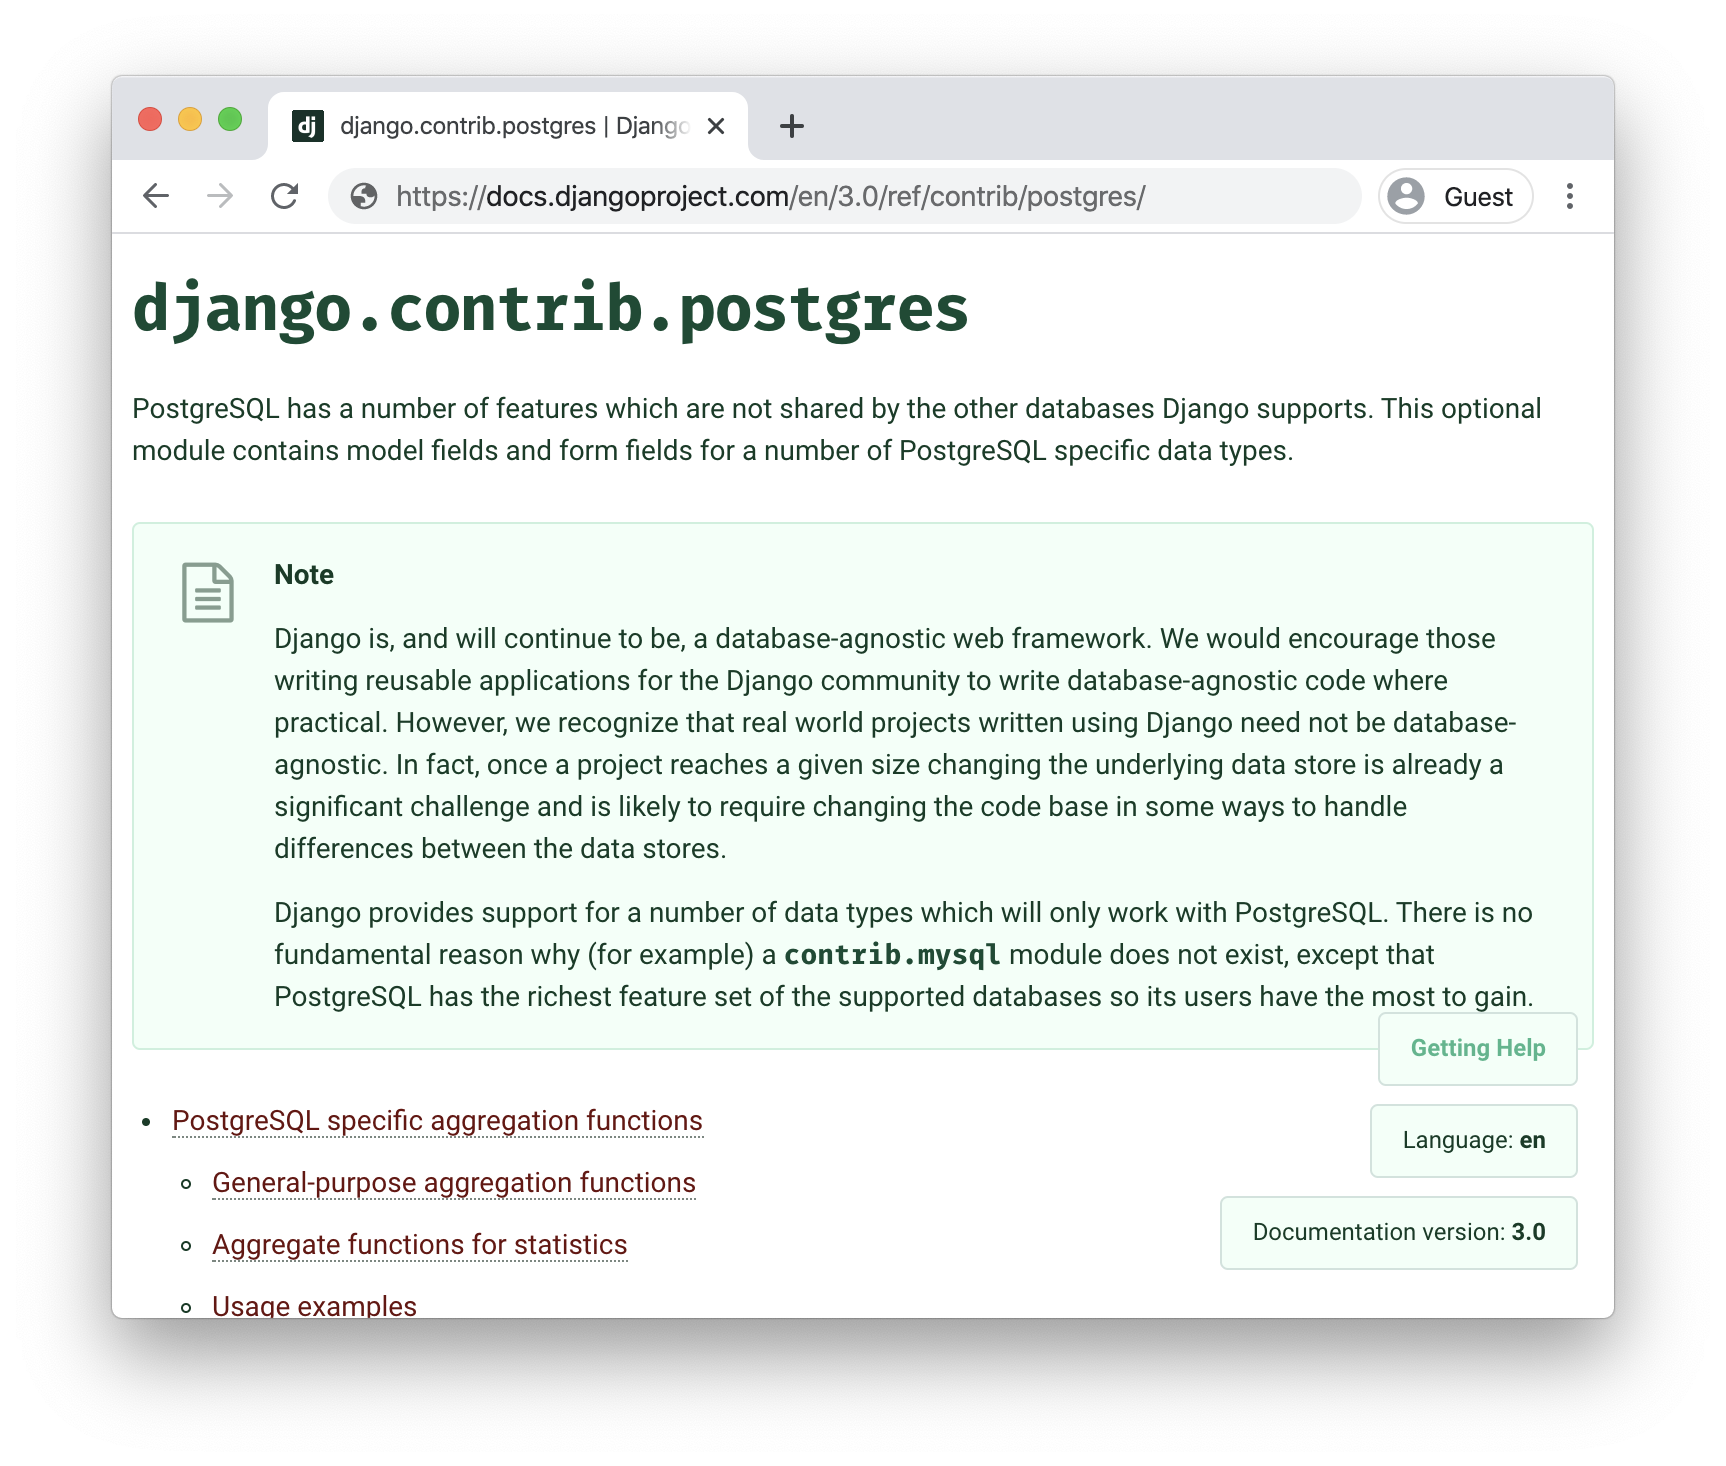 dj django.contrib.postgres | Django
https://docs.djangoproject.com/en/3.0/ref/contrib/postgres/ Guest
django.contrib.postgres
PostgreSQL has a number of features which are not shared by the other databases Django supports. This optional
module contains model fields and form fields for a number of PostgreSQL specific data types.
Note
Django is, and will continue to be, a database-agnostic web framework. We would encourage those
writing reusable applications for the Django community to write database-agnostic code where
practical. However, we recognize that real world projects written using Django need not be database-
agnostic. In fact, once a project reaches a given size changing the underlying data store is already a
significant challenge and is likely to require changing the code base in some ways to handle
differences between the data stores.
Django provides support for a number of data types which will only work with PostgreSQL. There is no
fundamental reason why (for example) a contrib.mysql module does not exist, except that
PostgreSQL has the richest feature set of the supported databases so its users have the most to gain.
Getting Help
PostgreSQL specific aggregation functions
Language: en
General-purpose aggregation functions
Documentation version: 3.0
Aggregate functions for statistics
Usage examples